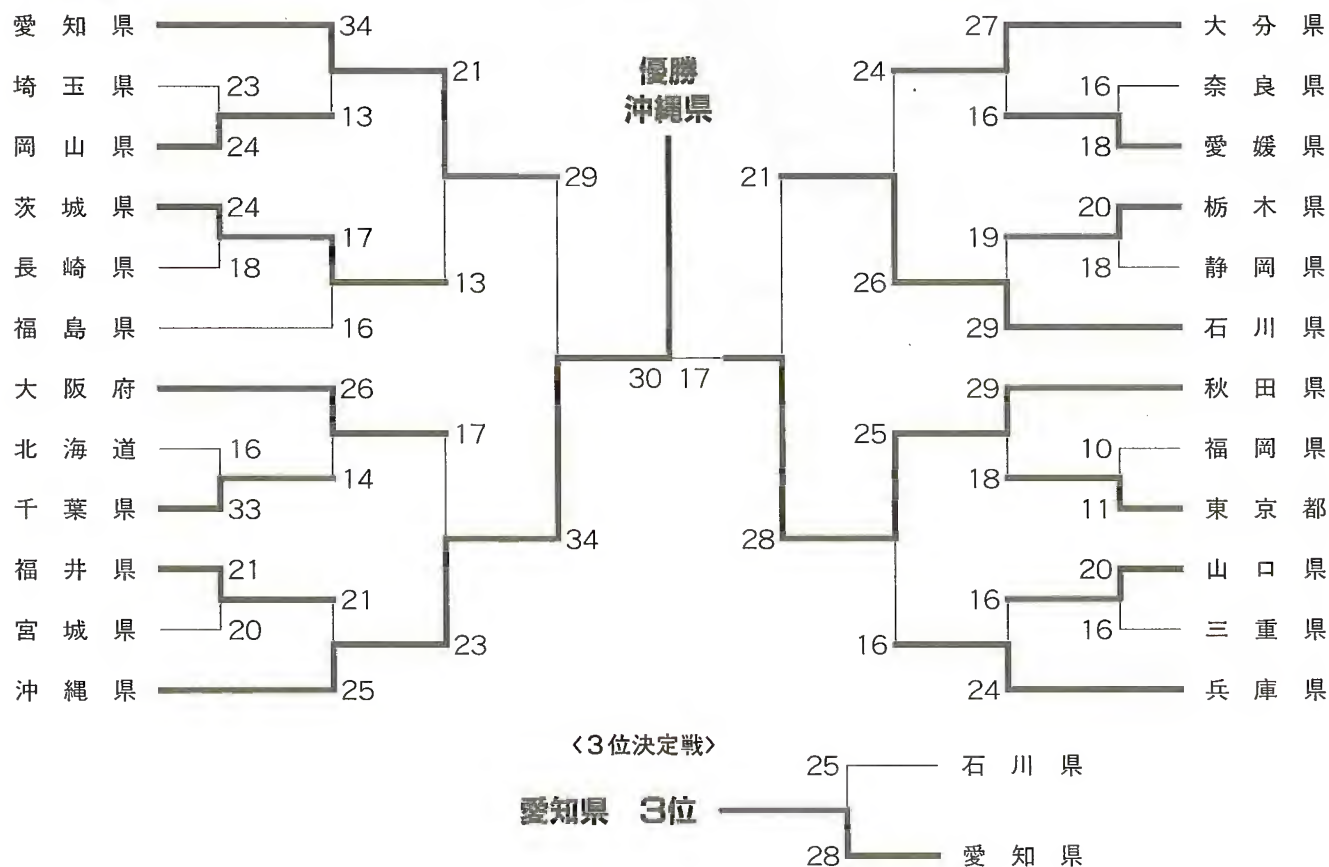 愛知県 34 27 大分県
21 優勝 24
埼玉県 23 16 奈良県
沖縄県
13 16
岡山県 24 18 愛媛県
29 21
茨城県 24 20 栃木県
17 19
長崎県 18 18 静岡県
13 26
福島県 16 29 石川県
30 17
大阪府 26 29 秋田県
17 25
北海道 16 10 福岡県
14 18
千葉県 33 11 東京都
34 28
福井県 21 20 山口県
21 16
宮城県 20 16 三重県
23 16
沖縄県 25 24 兵庫県
〈3位決定戦〉
25 石川県
愛知県 3位
28 愛知県